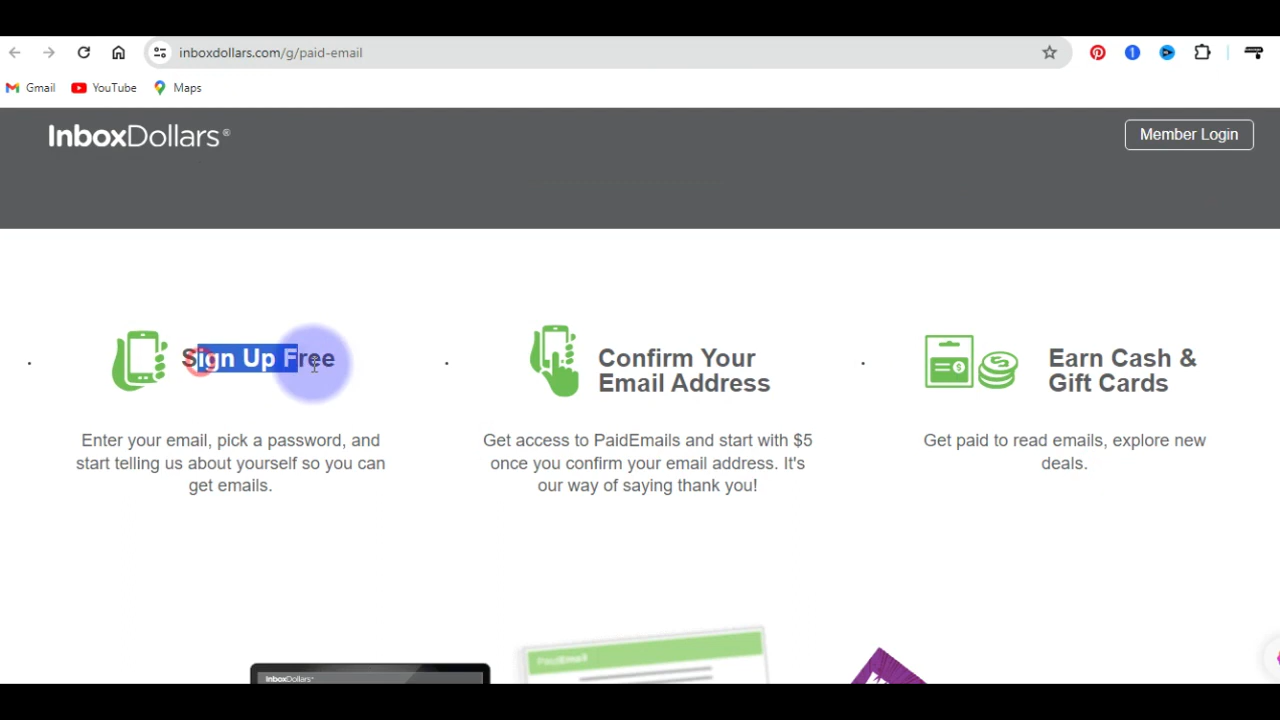 inboxdollars.com/g/paid-email
Gmail YouTube Maps
InboxDollars®
Member Login
Sign Up Free
Enter your email, pick a password, and
start telling us about yourself so you can
get emails.
Confirm Your
Email Address
Get access to PaidEmails and start with $5
once you confirm your email address. It's
our way of saying thank you!
Earn Cash &
Gift Cards
Get paid to read emails, explore new
deals.
InboxDollars
PaidEmail